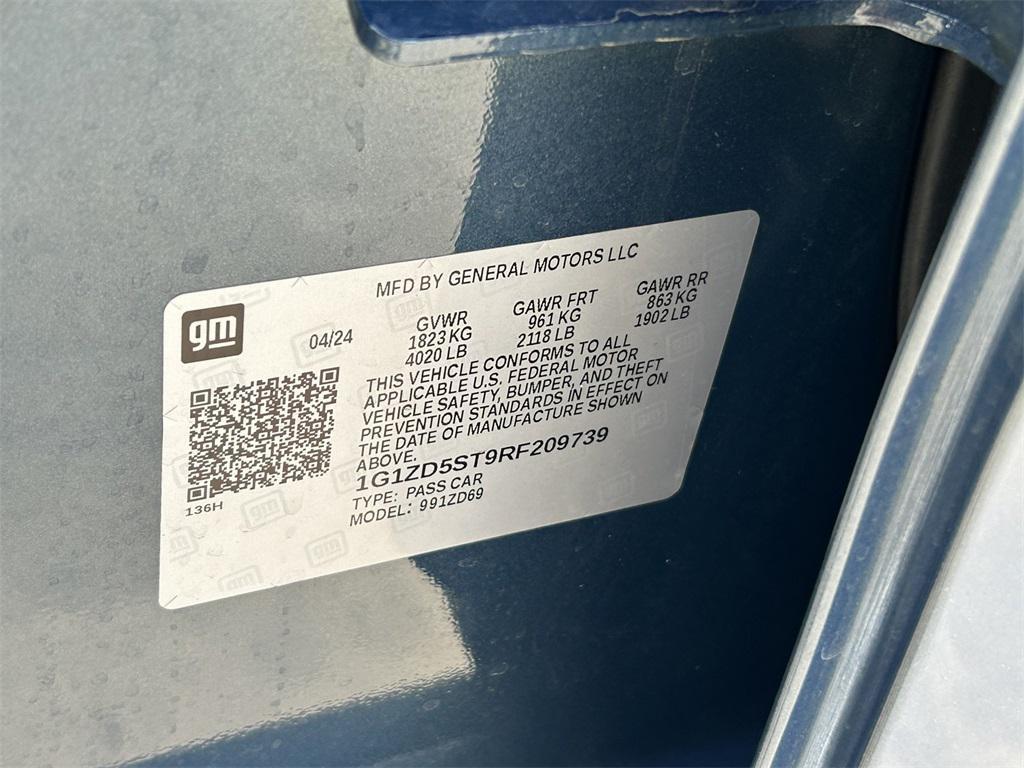 MFD BY GENERAL MOTORS LLC
gm
04/24
GVWR
1823 KG
4020 LB
GAWR FRT
961 KG
2118 LB
GAWR RR
863 KG
1902 LB
THIS VEHICLE CONFORMS TO ALL
APPLICABLE U.S. FEDERAL MOTOR
VEHICLE SAFETY, BUMPER, AND THEFT
PREVENTION STANDARDS IN EFFECT ON
THE DATE OF MANUFACTURE SHOWN
ABOVE.
1G1ZD5ST9RF209739
TYPE: PASS CAR
MODEL: 991ZD69
136H